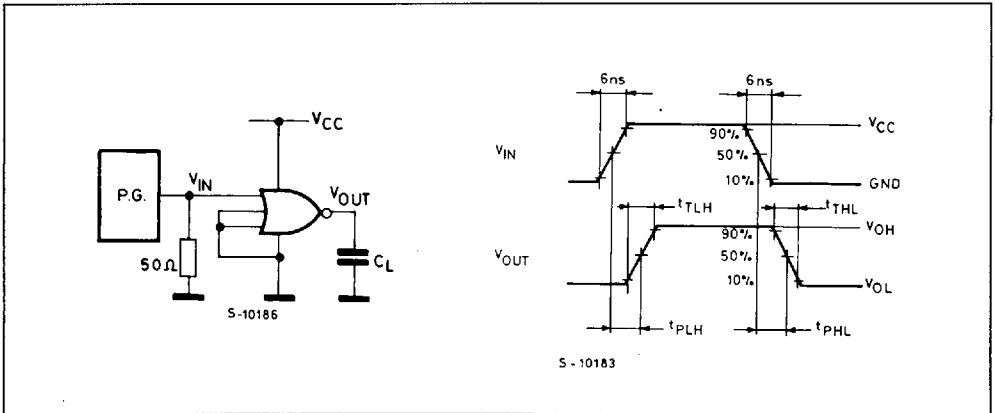 VCC
P.G.
VIN
VOUT
50Ω
CL
S-10186
6ns
6ns
VIN
90%
50%
10%
VCC
GND
tTLH
tTHL
VOUT
90%
50%
10%
VOH
VOL
tPLH
tPHL
S-10183